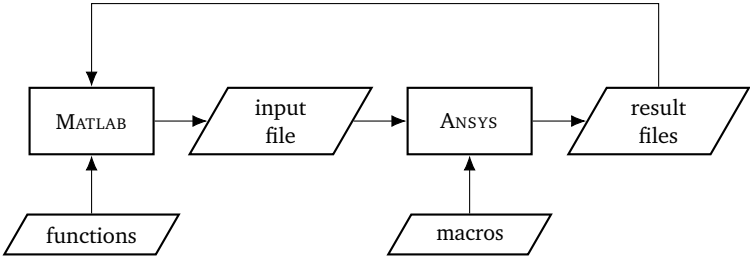 MATLAB
input
file
ANSYS
result
files
functions
macros